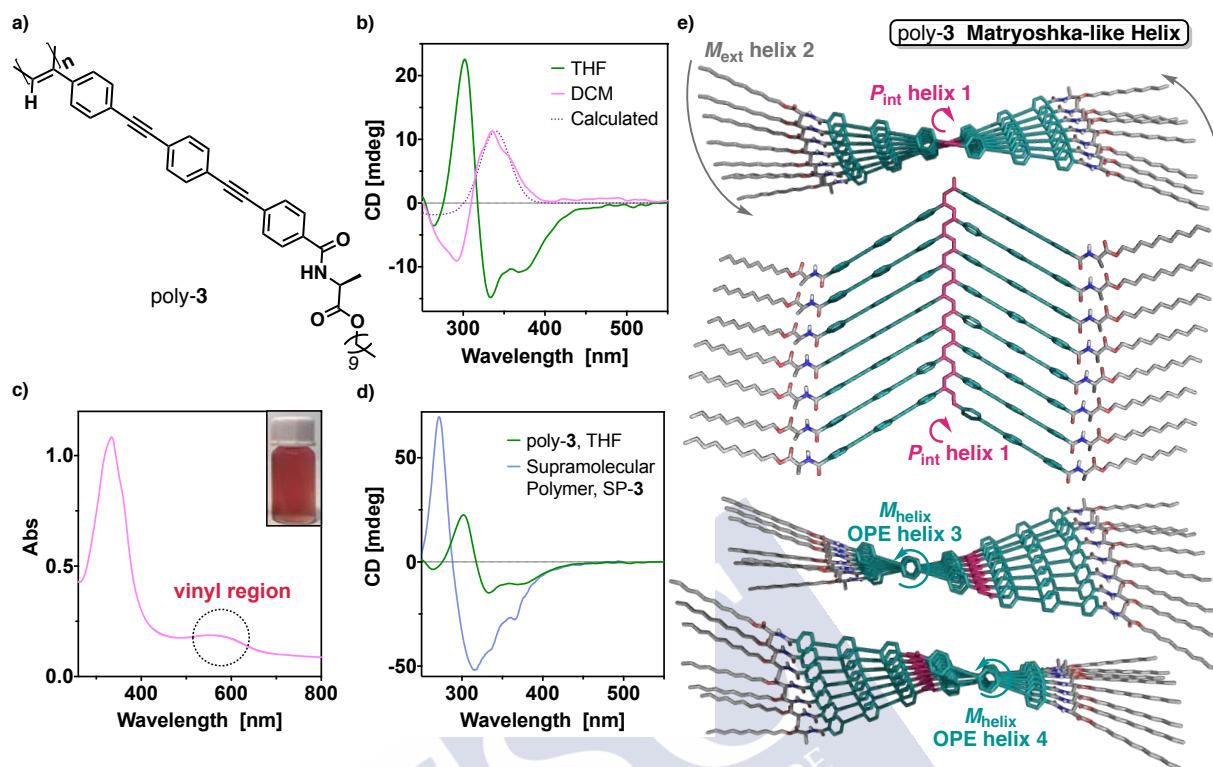 a)
n
H
O
HN
O
O
9
poly-3
b)
CD [mdeg]
20
10
0
-10
300
400
500
Wavelength [nm]
THF
DCM
Calculated
c)
Abs
1.0
0.5
0.0
400
600
800
Wavelength [nm]
vinyl region
d)
CD [mdeg]
50
0
-50
300
400
500
Wavelength [nm]
poly-3, THF
Supramolecular
Polymer, SP-3
e)
poly-3 Matryoshka-like Helix
Mext helix 2
Pint helix 1
Pint helix 1
Mhelix
OPE helix 3
Mhelix
OPE helix 4